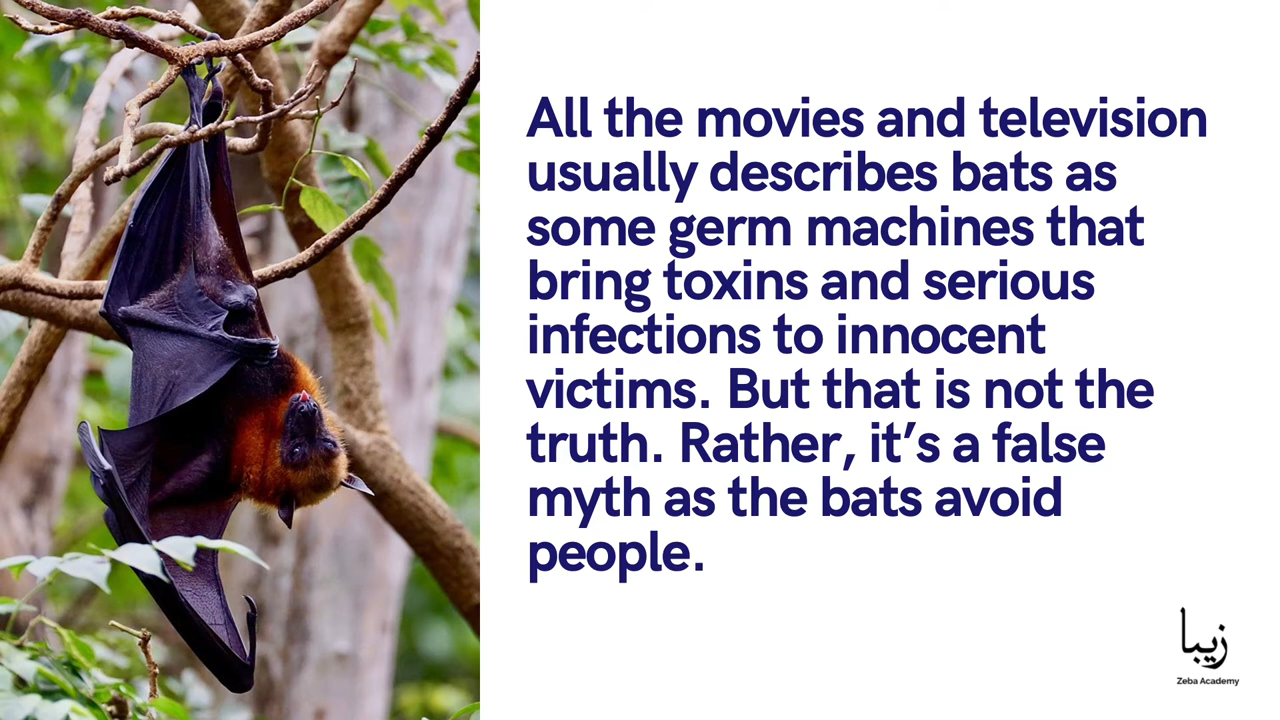 All the movies and television
usually describes bats as
some germ machines that
bring toxins and serious
infections to innocent
victims. But that is not the
truth. Rather, it’s a false
myth as the bats avoid
people.
زيبا
Zeba Academy